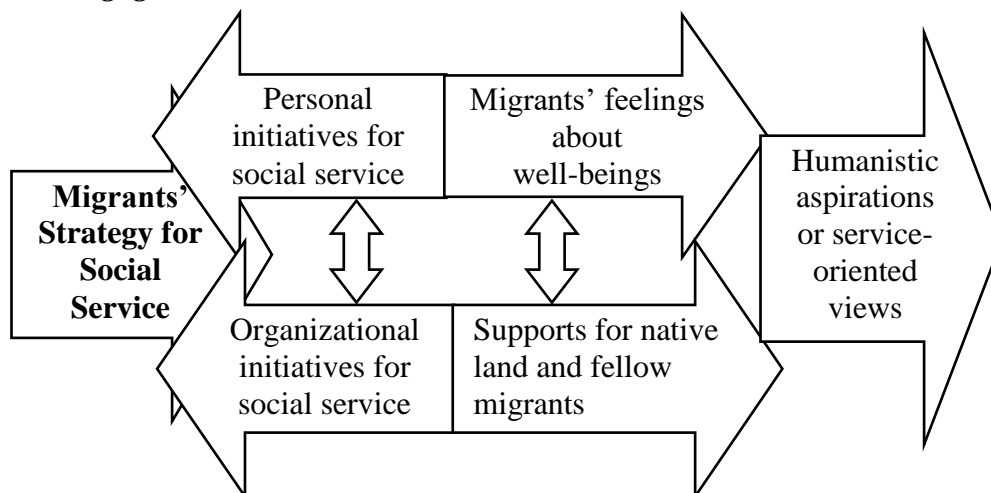 Personal
initiatives for
social service
Migrants’ feelings
about
well-beings
Migrants’
Strategy for
Social
Service
Humanistic
aspirations
or service-
oriented
views
Organizational
initiatives for
social service
Supports for native
land and fellow
migrants